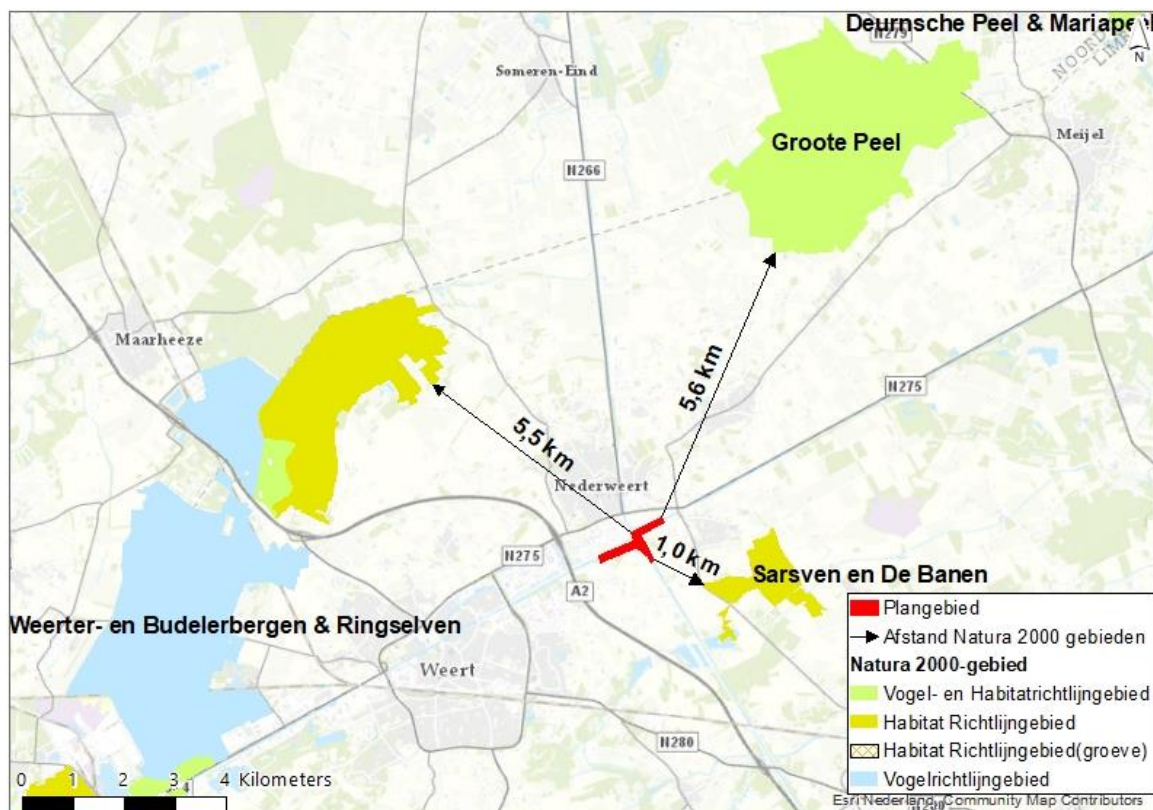 Deurnsche Peel & Mariapeel
N279
N
Someren-Eind
LIMB
Groote Peel
Meijel
N266
Maarheeze
5,6 km
N275
5,5 km
Nederweert
1,0 km
N275
Sarsven en De Banen
A2
Weerter- en Budelerbergen & Ringselven
Weert
N280
Plangebied
Afstand Natura 2000 gebieden
Natura 2000-gebied
Vogel- en Habitatrichtlijngebied
Habitat Richtlijngebied
Habitat Richtlijngebied(groeve)
Vogelrichtlijngebied
0 1 2 3 4 Kilometers
Esri Nederland, Community Map Contributors